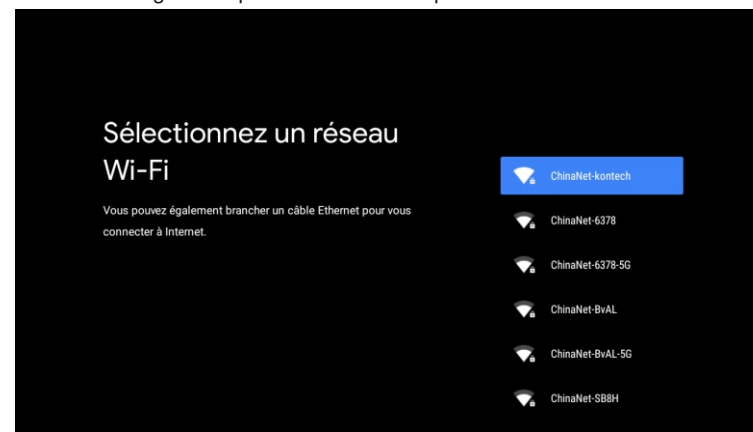 Sélectionnez un réseau
Wi-Fi
Vous pouvez également brancher un câble Ethernet pour vous
connecter à Internet.
ChinaNet-kontech
ChinaNet-6378
ChinaNet-6378-5G
ChinaNet-BvAL
ChinaNet-BvAL-5G
ChinaNet-SB8H